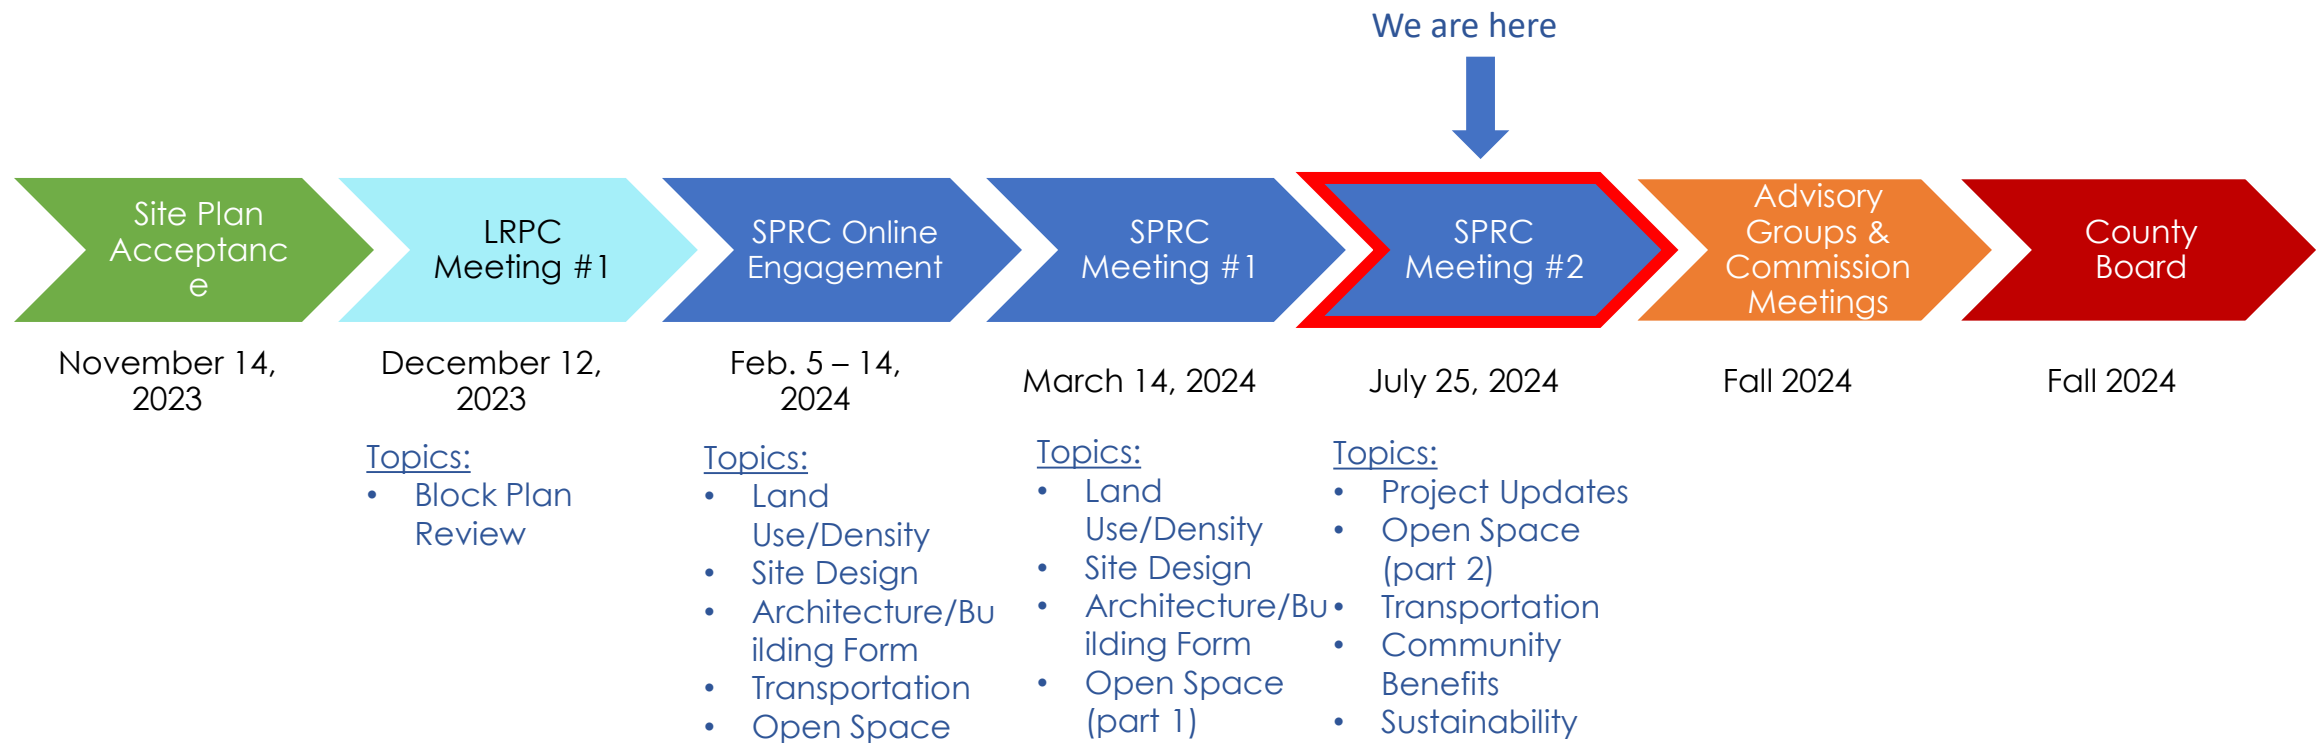 We are here
Site Plan
Acceptanc
e
LRPC
Meeting #1
SPRC Online
Engagement
SPRC
Meeting #1
SPRC
Meeting #2
Advisory
Groups &
Commission
Meetings
County
Board
November 14,
2023
December 12,
2023
Feb. 5 – 14,
2024
March 14, 2024
July 25, 2024
Fall 2024
Fall 2024
Topics:
• Block Plan
Review
Topics:
• Land
Use/Density
• Site Design
• Architecture/Bu
ilding Form
• Transportation
• Open Space
Topics:
• Land
Use/Density
• Site Design
• Architecture/Bu
ilding Form
• Open Space
(part 1)
Topics:
• Project Updates
• Open Space
(part 2)
• Transportation
• Community
Benefits
• Sustainability